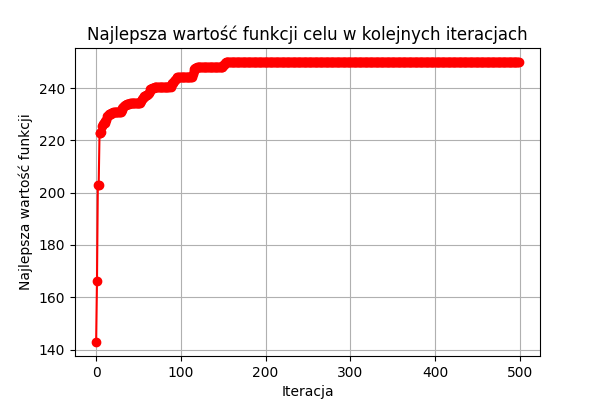 Najlepsza wartość funkcji celu w kolejnych iteracjach
Najlepsza wartość funkcji
240
220
200
180
160
140
0 100 200 300 400 500
Iteracja